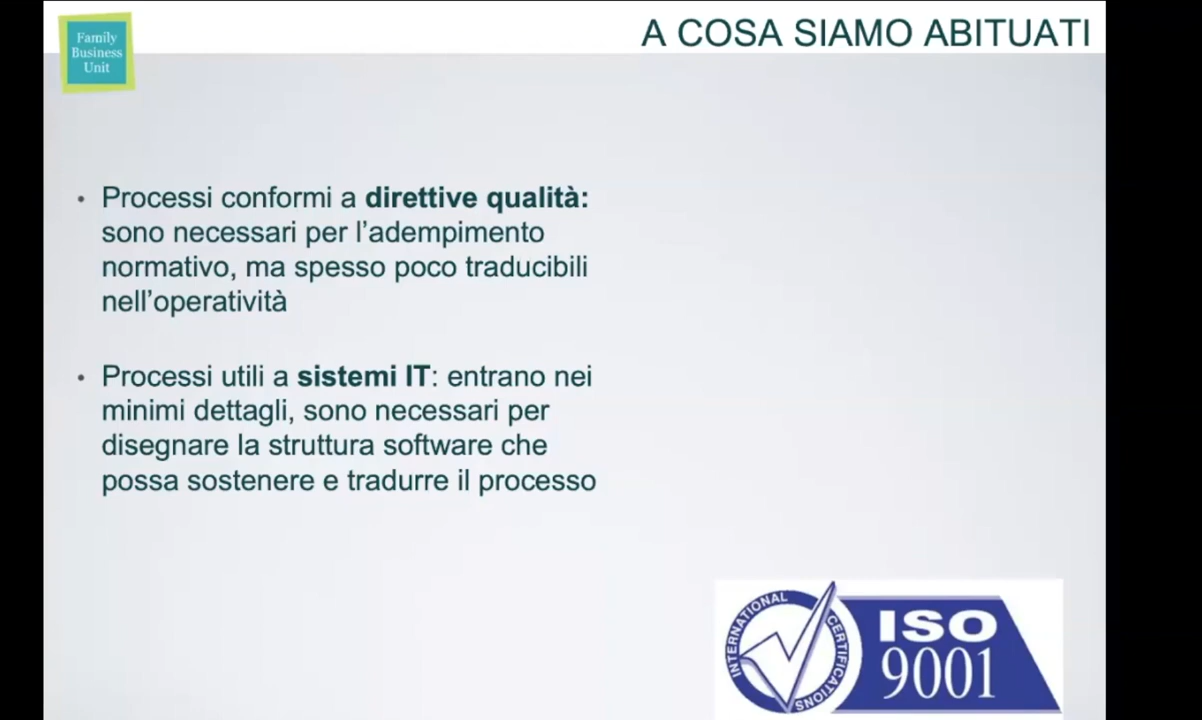 Family
Business
Unit
A COSA SIAMO ABITUATI
• Processi conformi a direttive qualità:
sono necessari per l’adempimento
normativo, ma spesso poco traducibili
nell’operatività
• Processi utili a sistemi IT: entrano nei
minimi dettagli, sono necessari per
disegnare la struttura software che
possa sostenere e tradurre il processo
INTERNATIONAL
CERTIFICATIONS
ISO
9001